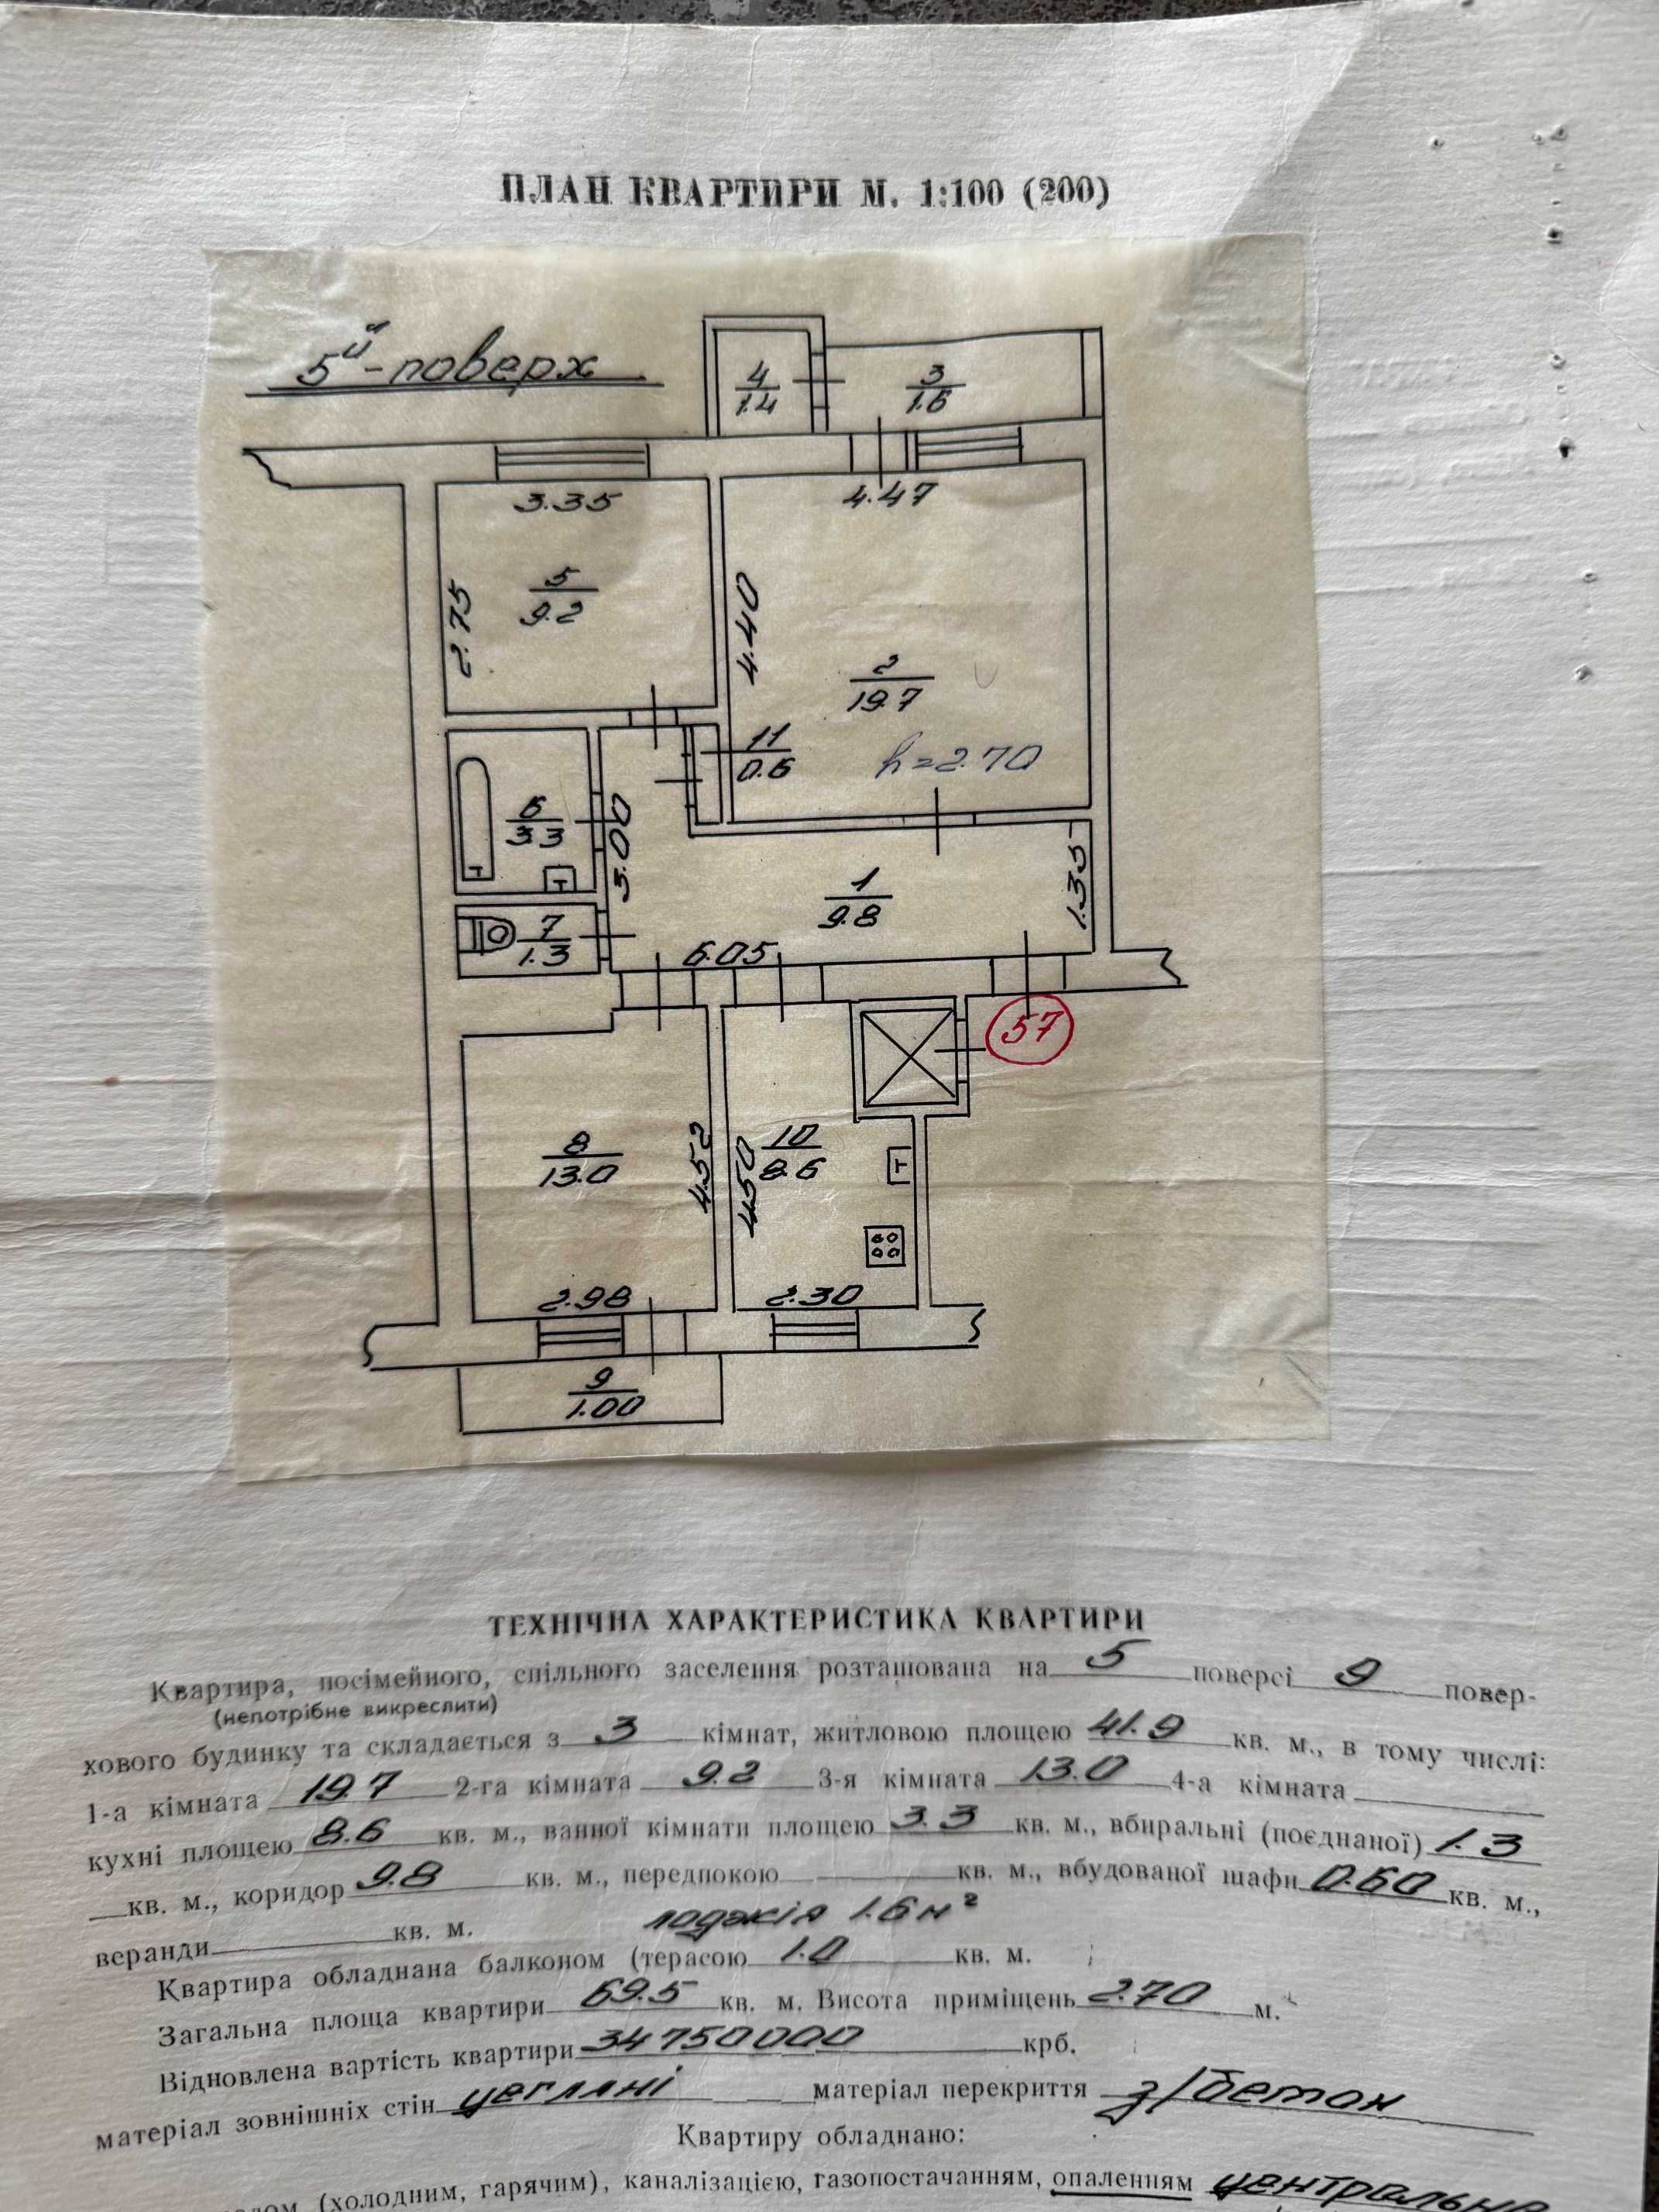 ПЛАН КВАРТИРИ М. 1:100 (200)
5й-поверх
4
1.4
3
1.6
3.35
4.47
5
9.2
2.75
4.40
2
19.7
11
0.6
h=2.70
6
3.3
3.00
1
9.8
1.35
7
1.3
6.05
57
8
13.0
4.52
4.50
10
8.6
2.98
2.30
9
1.00
ТЕХНІЧНА ХАРАКТЕРИСТИКА КВАРТИРИ
Квартира, посімейного, спільного заселення розташована на 5 поверсі 9 повер-
(непотрібне викреслити)
хового будинку та складається з 3 кімнат, житловою площею 41.9 кв. м., в тому числі:
1-а кімната 19.7 2-га кімната 9.2 3-я кімната 13.0 4-а кімната
кухні площею 8.6 кв. м., ванної кімнати площею 3.3 кв. м., вбиральні (поєднаної) 1.3
кв. м., коридор 9.8 кв. м., передпокою кв. м., вбудованої шафи 0.60 кв. м.,
веранди кв. м. лоджія 1.6 м²
Квартира обладнана балконом (терасою 1.0 кв. м.
Загальна площа квартири 69.5 кв. м. Висота приміщень 2.70 м.
Відновлена вартість квартири 34750000 крб.
матеріал зовнішніх стін цегляні матеріал перекриття з/бетон
Квартиру обладнано:
(холодним, гарячим), каналізацією, газопостачанням, опаленням